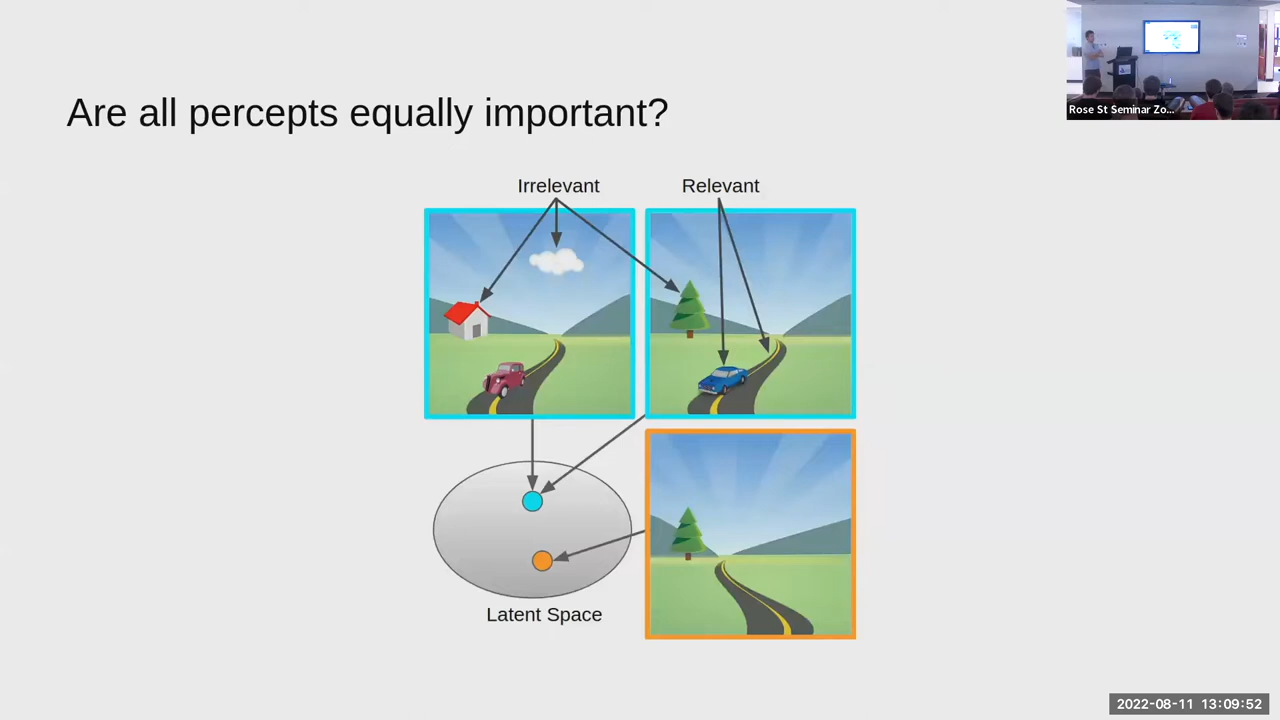 Rose St Seminar Zo...
Are all percepts equally important?
Irrelevant
Relevant
Latent Space
2022-08-11 13:09:52